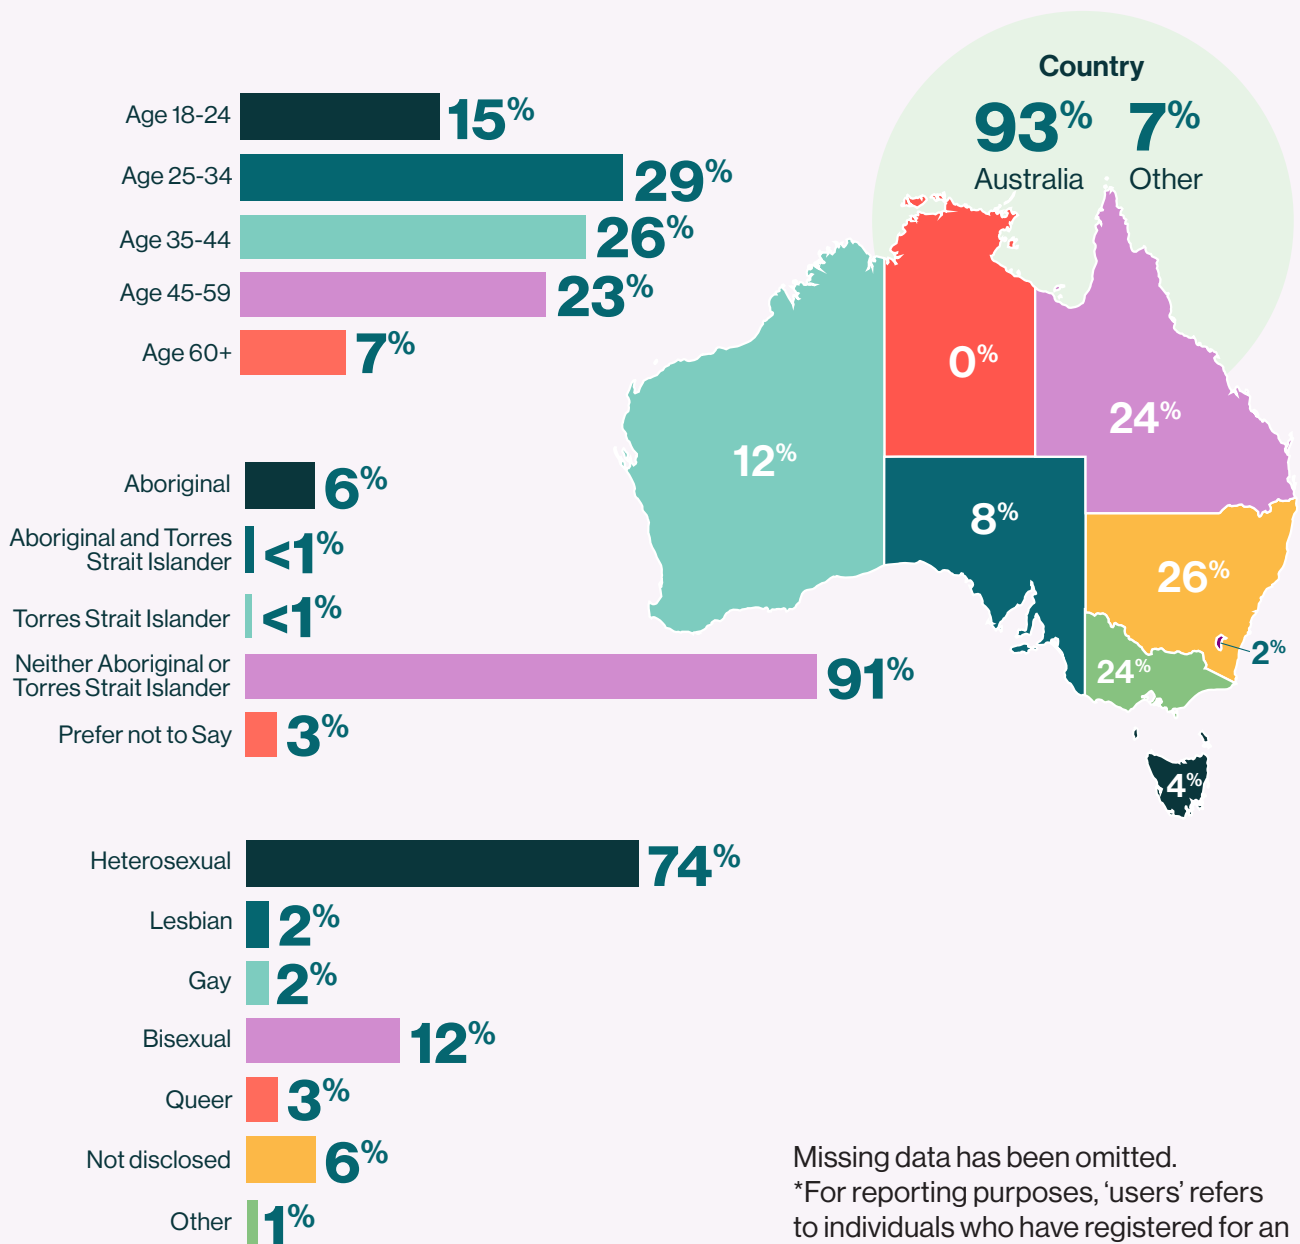 Age 18-24 15%
Age 25-34 29%
Age 35-44 26%
Age 45-59 23%
Age 60+ 7%
Aboriginal 6%
Aboriginal and Torres
Strait Islander <1%
Torres Strait Islander <1%
Neither Aboriginal or
Torres Strait Islander 91%
Prefer not to Say 3%
Heterosexual 74%
Lesbian 2%
Gay 2%
Bisexual 12%
Queer 3%
Not disclosed 6%
Other 1%
Country
93% 7%
Australia Other
0%
24%
12%
8%
26%
2%
24%
4%
Missing data has been omitted.
*For reporting purposes, ‘users’ refers
to individuals who have registered for an